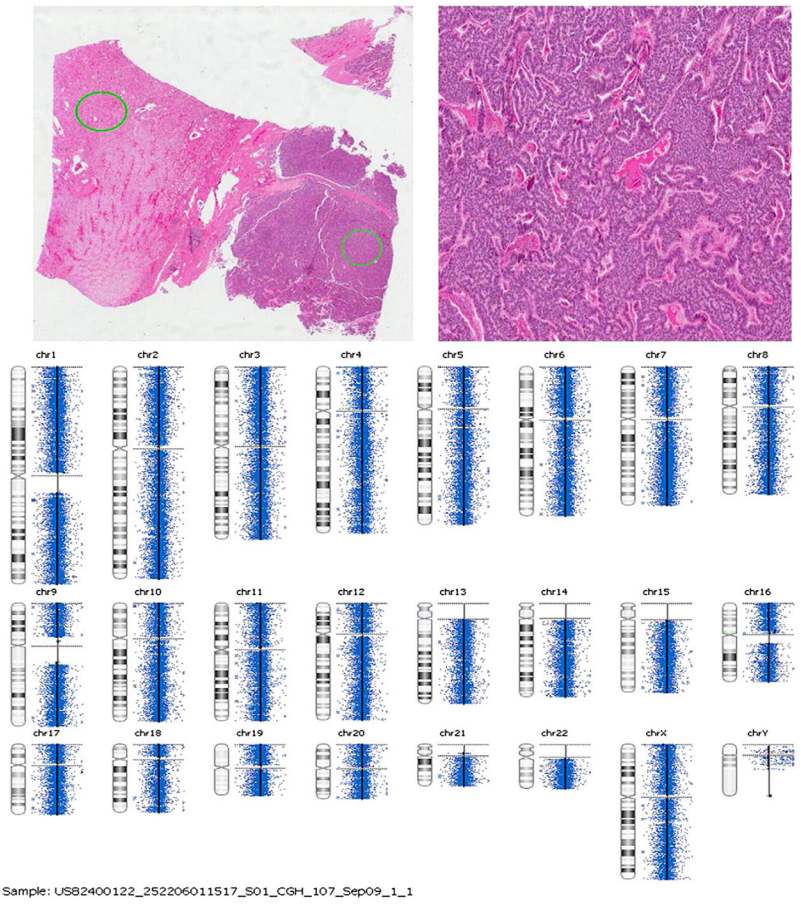 chr1 chr2 chr3 chr4 chr5 chr6 chr7 chr8
chr9 chr10 chr11 chr12 chr13 chr14 chr15 chr16
chr17 chr18 chr19 chr20 chr21 chr22 chrX chrY
Sample: US82400122_252206011517_S01_CGH_107_Sep09_1_1